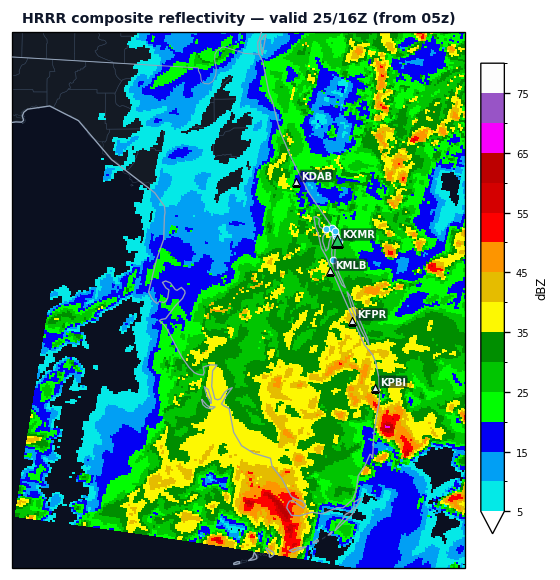 HRRR composite reflectivity — valid 25/16Z (from 05z)
KDAB
KXMR
KMLB
KFPR
KPBI
75
65
55
45
35
25
15
5
dBZ